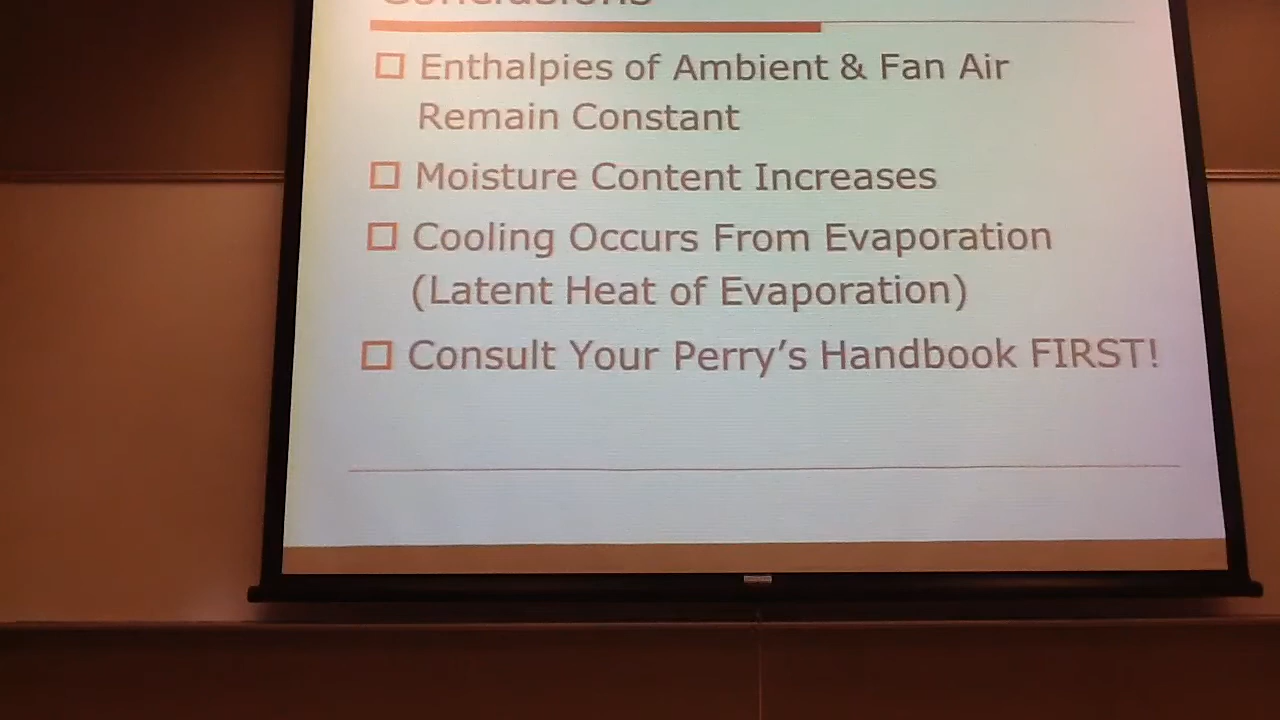 Conclusions
Enthalpies of Ambient & Fan Air
Remain Constant
Moisture Content Increases
Cooling Occurs From Evaporation
(Latent Heat of Evaporation)
Consult Your Perry's Handbook FIRST!